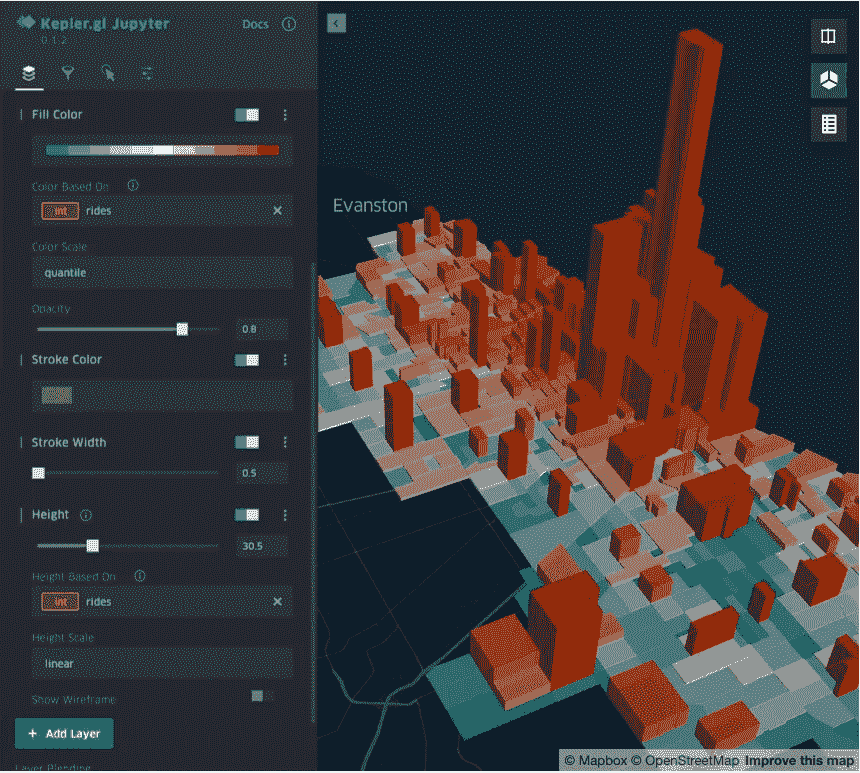 Kepler.gl Jupyter
0.1.2
Docs
Fill Color
Color Based On
int rides
Color Scale
quantile
Opacity
0.8
Stroke Color
Stroke Width
0.5
Height
30.5
Height Based On
int rides
Height Scale
linear
Show Wireframe
+ Add Layer
Layer Blending
Evanston
© Mapbox © OpenStreetMap Improve this map